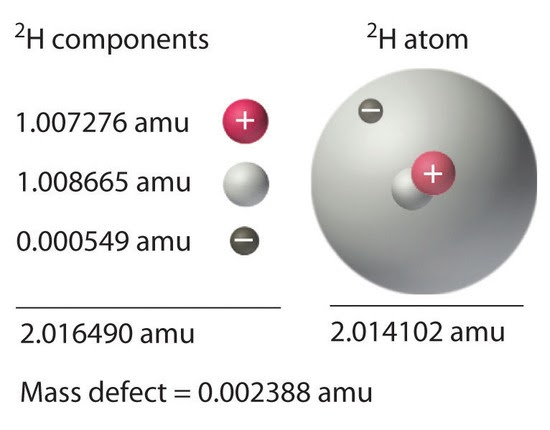 ²H components
1.007276 amu +
1.008665 amu
0.000549 amu −
2.016490 amu
²H atom
−
+
2.014102 amu
Mass defect = 0.002388 amu